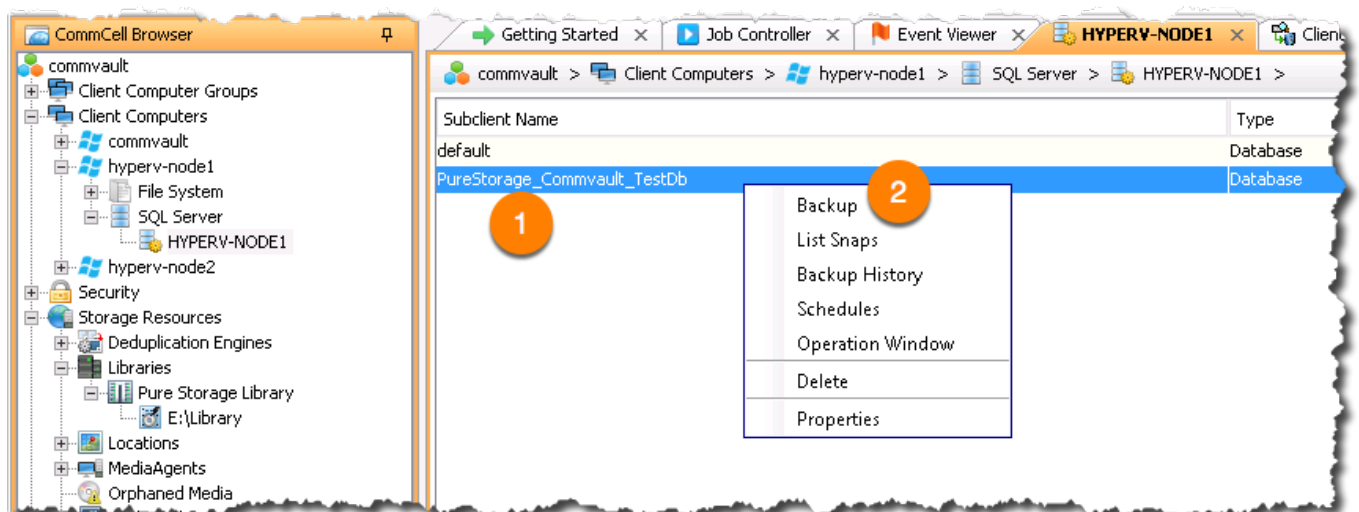 CommCell Browser
commvault
Client Computer Groups
Client Computers
commvault
hyperv-node1
File System
SQL Server
HYPERV-NODE1
hyperv-node2
Security
Storage Resources
Deduplication Engines
Libraries
Pure Storage Library
E:\Library
Locations
MediaAgents
Orphaned Media
Getting Started Job Controller Event Viewer HYPERV-NODE1 Client
commvault > Client Computers > hyperv-node1 > SQL Server > HYPERV-NODE1 >
Subclient Name Type
default Database
PureStorage_Commvault_TestDb Database
1
2
Backup
List Snaps
Backup History
Schedules
Operation Window
Delete
Properties